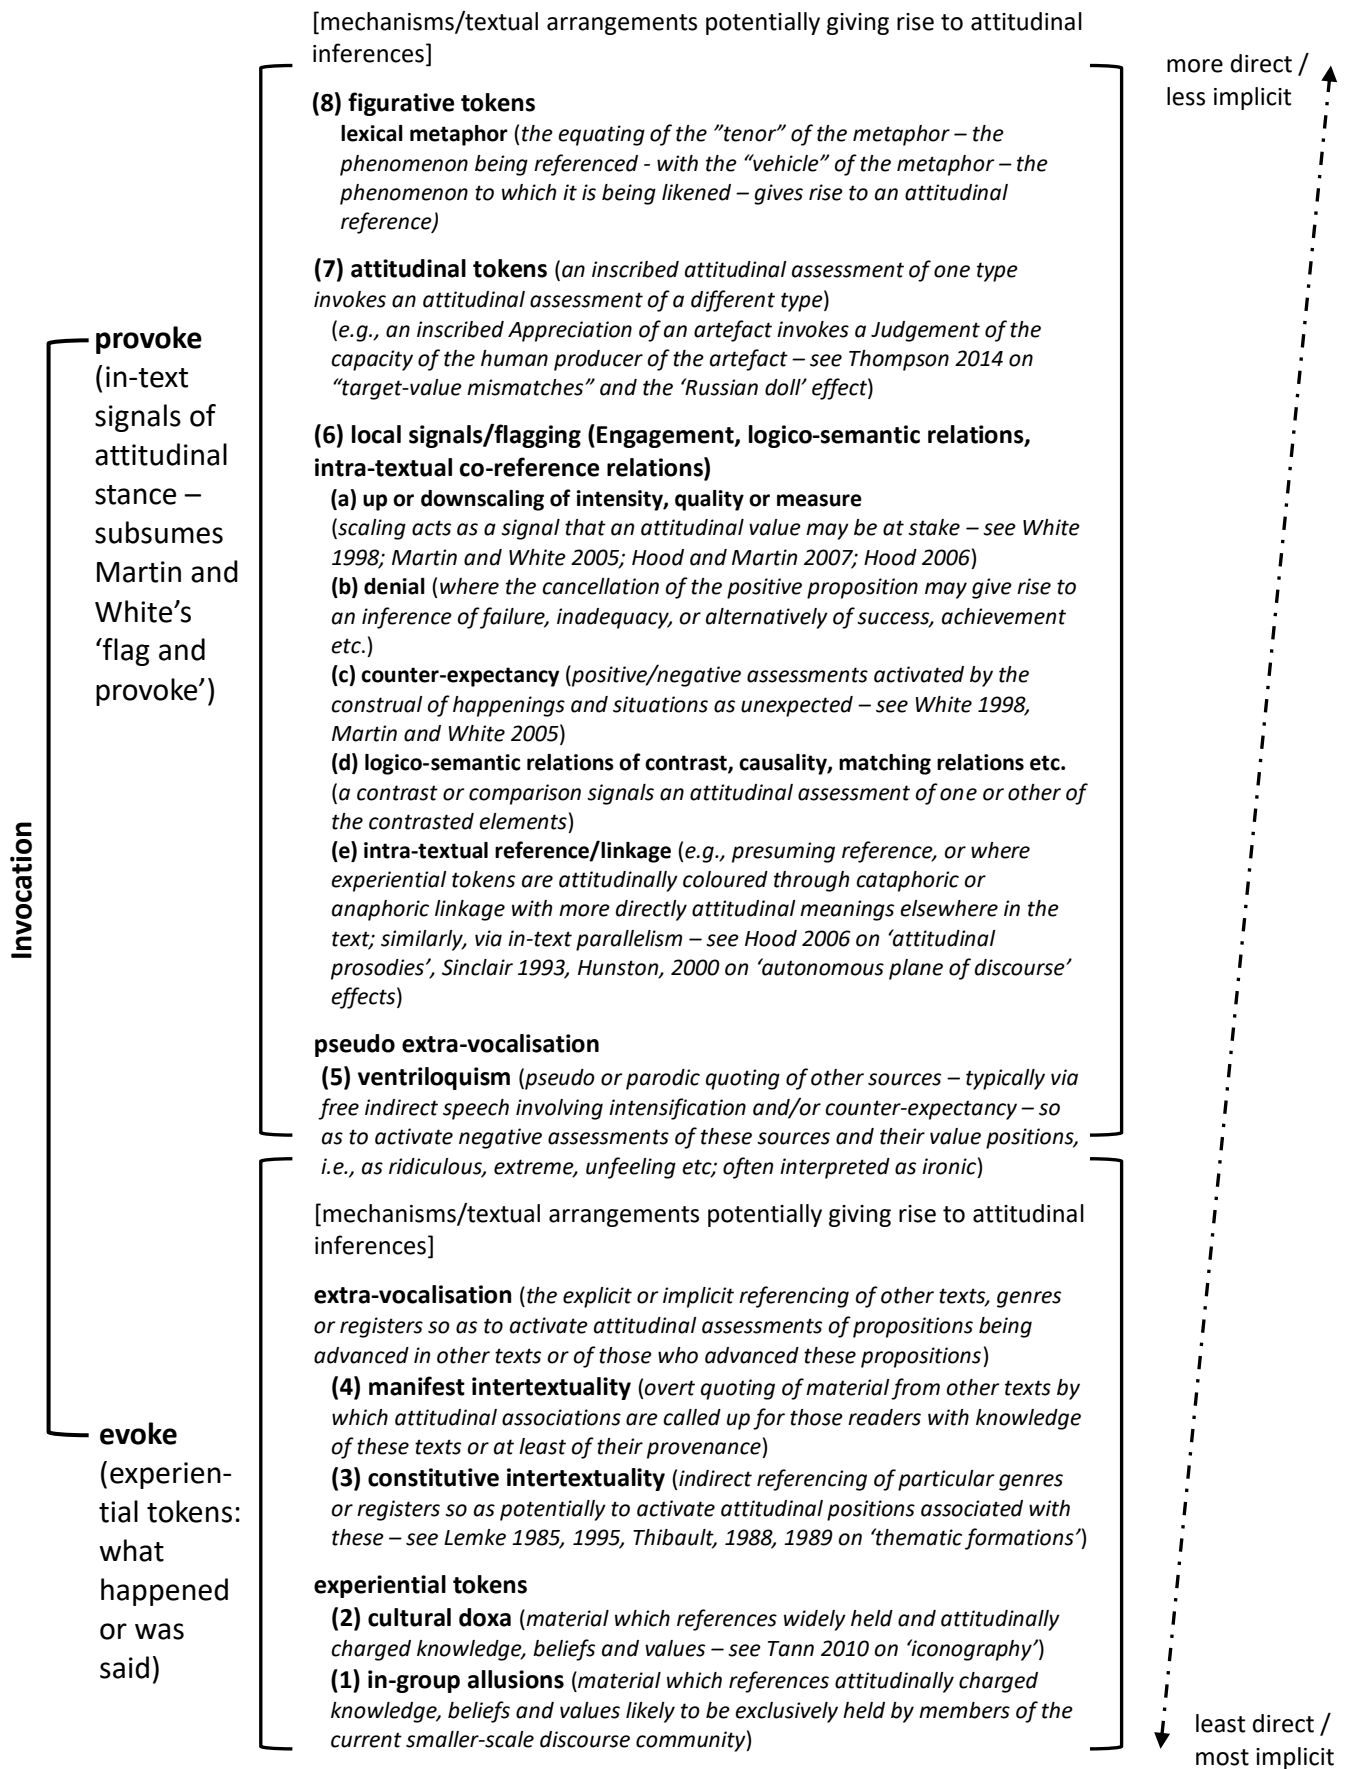 [mechanisms/textual arrangements potentially giving rise to attitudinal
inferences]
more direct /
less implicit
(8) figurative tokens
lexical metaphor (the equating of the ”tenor” of the metaphor – the
phenomenon being referenced - with the “vehicle” of the metaphor – the
phenomenon to which it is being likened – gives rise to an attitudinal
reference)
(7) attitudinal tokens (an inscribed attitudinal assessment of one type
invokes an attitudinal assessment of a different type)
(e.g., an inscribed Appreciation of an artefact invokes a Judgement of the
capacity of the human producer of the artefact – see Thompson 2014 on
“target-value mismatches” and the ‘Russian doll’ effect)
(6) local signals/flagging (Engagement, logico-semantic relations,
intra-textual co-reference relations)
(a) up or downscaling of intensity, quality or measure
(scaling acts as a signal that an attitudinal value may be at stake – see White
1998; Martin and White 2005; Hood and Martin 2007; Hood 2006)
(b) denial (where the cancellation of the positive proposition may give rise to
an inference of failure, inadequacy, or alternatively of success, achievement
etc.)
(c) counter-expectancy (positive/negative assessments activated by the
construal of happenings and situations as unexpected – see White 1998,
Martin and White 2005)
(d) logico-semantic relations of contrast, causality, matching relations etc.
(a contrast or comparison signals an attitudinal assessment of one or other of
the contrasted elements)
(e) intra-textual reference/linkage (e.g., presuming reference, or where
experiential tokens are attitudinally coloured through cataphoric or
anaphoric linkage with more directly attitudinal meanings elsewhere in the
text; similarly, via in-text parallelism – see Hood 2006 on ‘attitudinal
prosodies’, Sinclair 1993, Hunston, 2000 on ‘autonomous plane of discourse’
effects)
pseudo extra-vocalisation
(5) ventriloquism (pseudo or parodic quoting of other sources – typically via
free indirect speech involving intensification and/or counter-expectancy – so
as to activate negative assessments of these sources and their value positions,
i.e., as ridiculous, extreme, unfeeling etc; often interpreted as ironic)
provoke
(in-text
signals of
attitudinal
stance –
subsumes
Martin and
White’s
‘flag and
provoke’)
Invocation
[mechanisms/textual arrangements potentially giving rise to attitudinal
inferences]
extra-vocalisation (the explicit or implicit referencing of other texts, genres
or registers so as to activate attitudinal assessments of propositions being
advanced in other texts or of those who advanced these propositions)
(4) manifest intertextuality (overt quoting of material from other texts by
which attitudinal associations are called up for those readers with knowledge
of these texts or at least of their provenance)
(3) constitutive intertextuality (indirect referencing of particular genres
or registers so as potentially to activate attitudinal positions associated with
these – see Lemke 1985, 1995, Thibault, 1988, 1989 on ‘thematic formations’)
experiential tokens
(2) cultural doxa (material which references widely held and attitudinally
charged knowledge, beliefs and values – see Tann 2010 on ‘iconography’)
(1) in-group allusions (material which references attitudinally charged
knowledge, beliefs and values likely to be exclusively held by members of the
current smaller-scale discourse community)
evoke
(experien-
tial tokens:
what
happened
or was
said)
least direct /
most implicit